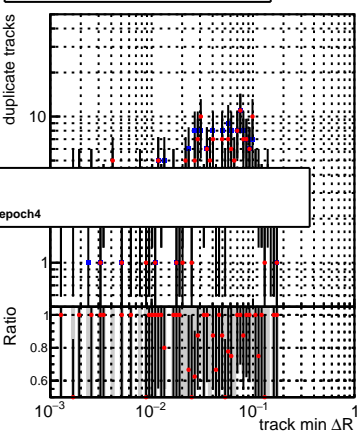 duplicate tracks
10
epoch4
1
Ratio
1
0.8
0.6
10⁻³ 10⁻² 10⁻¹ 1
track min ΔR